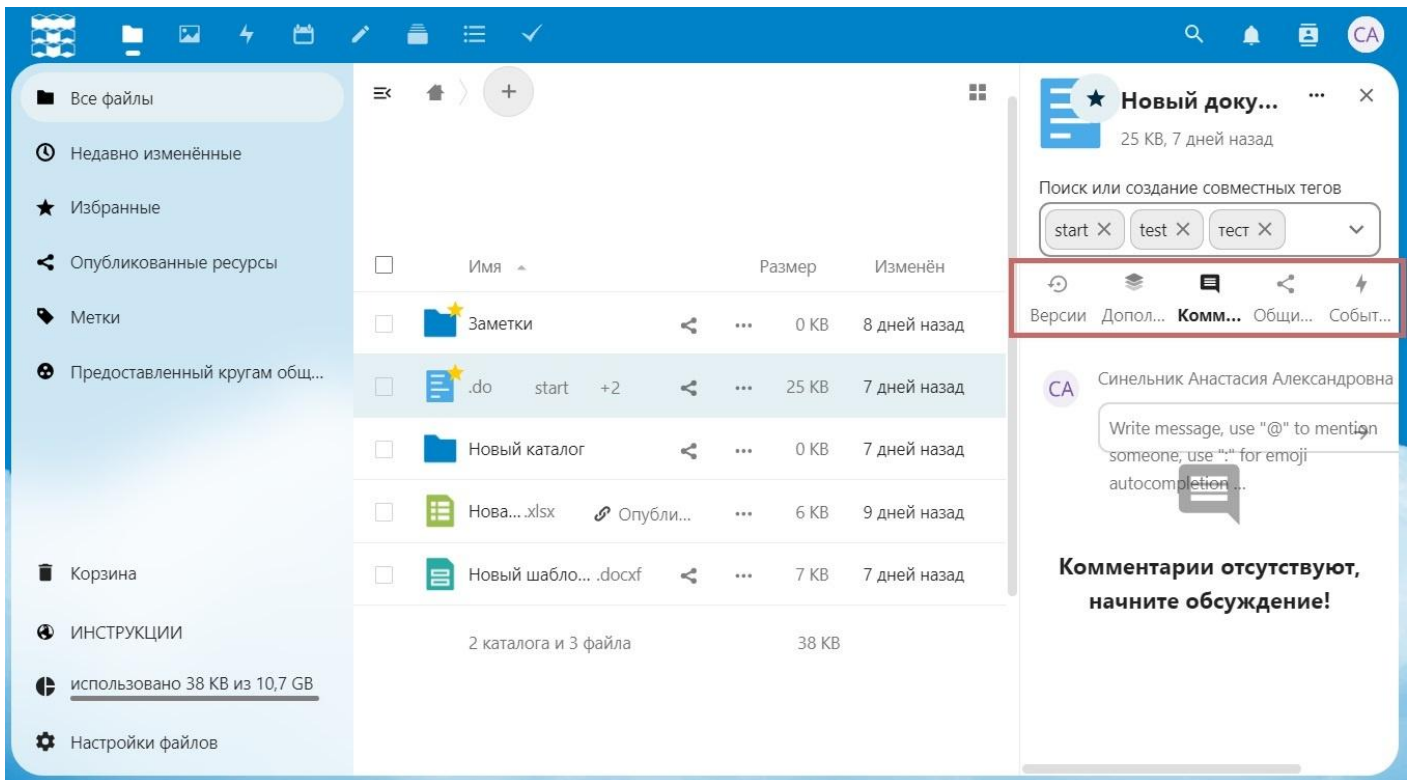 CA
Все файлы
Недавно изменённые
Избранные
Опубликованные ресурсы
Метки
Предоставленный кругам общ...
Корзина
ИНСТРУКЦИИ
использовано 38 KB из 10,7 GB
Настройки файлов
Имя Размер Изменён
Заметки ... 0 KB 8 дней назад
.do start +2 ... 25 KB 7 дней назад
Новый каталог ... 0 KB 7 дней назад
Нова... .xlsx Опубли... ... 6 KB 9 дней назад
Новый шабло... .docxf ... 7 KB 7 дней назад
2 каталога и 3 файла 38 KB
Новый доку... ...
25 KB, 7 дней назад
Поиск или создание совместных тегов
start test тест
Версии Допол... Комм... Общи... Событ...
CA Синельник Анастасия Александровна
Write message, use "@" to mention
someone, use ":" for emoji
autocompletion ...
Комментарии отсутствуют,
начните обсуждение!